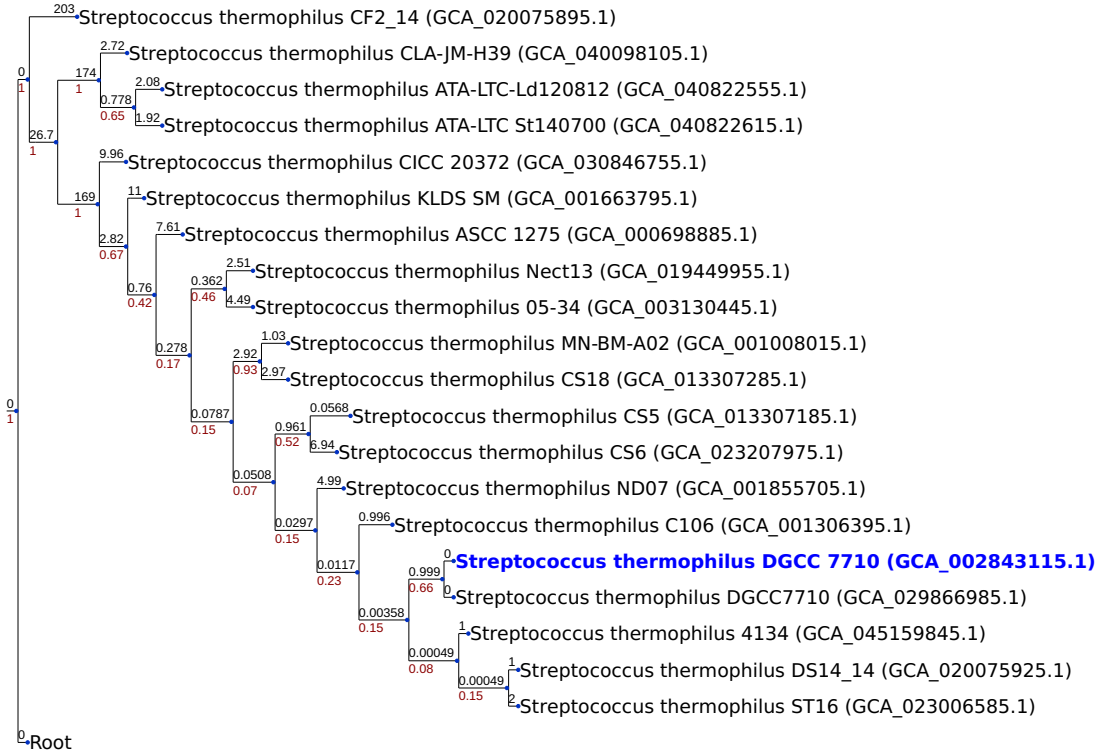 203 Streptococcus thermophilus CF2_14 (GCA_020075895.1)
2.72 Streptococcus thermophilus CLA-JM-H39 (GCA_040098105.1)
0 174
1 1
2.08 Streptococcus thermophilus ATA-LTC-Ld120812 (GCA_040822555.1)
0.778
0.65
1.92 Streptococcus thermophilus ATA-LTC St140700 (GCA_040822615.1)
26.7
1
9.96 Streptococcus thermophilus CICC 20372 (GCA_030846755.1)
169
1
11 Streptococcus thermophilus KLDS SM (GCA_001663795.1)
2.82
0.67
7.61 Streptococcus thermophilus ASCC 1275 (GCA_000698885.1)
2.51 Streptococcus thermophilus Nect13 (GCA_019449955.1)
0.76 0.362
0.42 0.46
4.49 Streptococcus thermophilus 05-34 (GCA_003130445.1)
1.03 Streptococcus thermophilus MN-BM-A02 (GCA_001008015.1)
0.278 2.92
0.17 0.93
2.97 Streptococcus thermophilus CS18 (GCA_013307285.1)
0
1
0.0568 Streptococcus thermophilus CS5 (GCA_013307185.1)
0.0787 0.961
0.15 0.52
6.94 Streptococcus thermophilus CS6 (GCA_023207975.1)
0.0508
0.07
4.99 Streptococcus thermophilus ND07 (GCA_001855705.1)
0.0297
0.15
0.996 Streptococcus thermophilus C106 (GCA_001306395.1)
0 Streptococcus thermophilus DGCC 7710 (GCA_002843115.1)
0.0117 0.999
0.23 0.66
0 Streptococcus thermophilus DGCC7710 (GCA_029866985.1)
0.00358
0.15
1 Streptococcus thermophilus 4134 (GCA_045159845.1)
0.00049
0.08
1 Streptococcus thermophilus DS14_14 (GCA_020075925.1)
0.00049
0.15
2 Streptococcus thermophilus ST16 (GCA_023006585.1)
0 Root